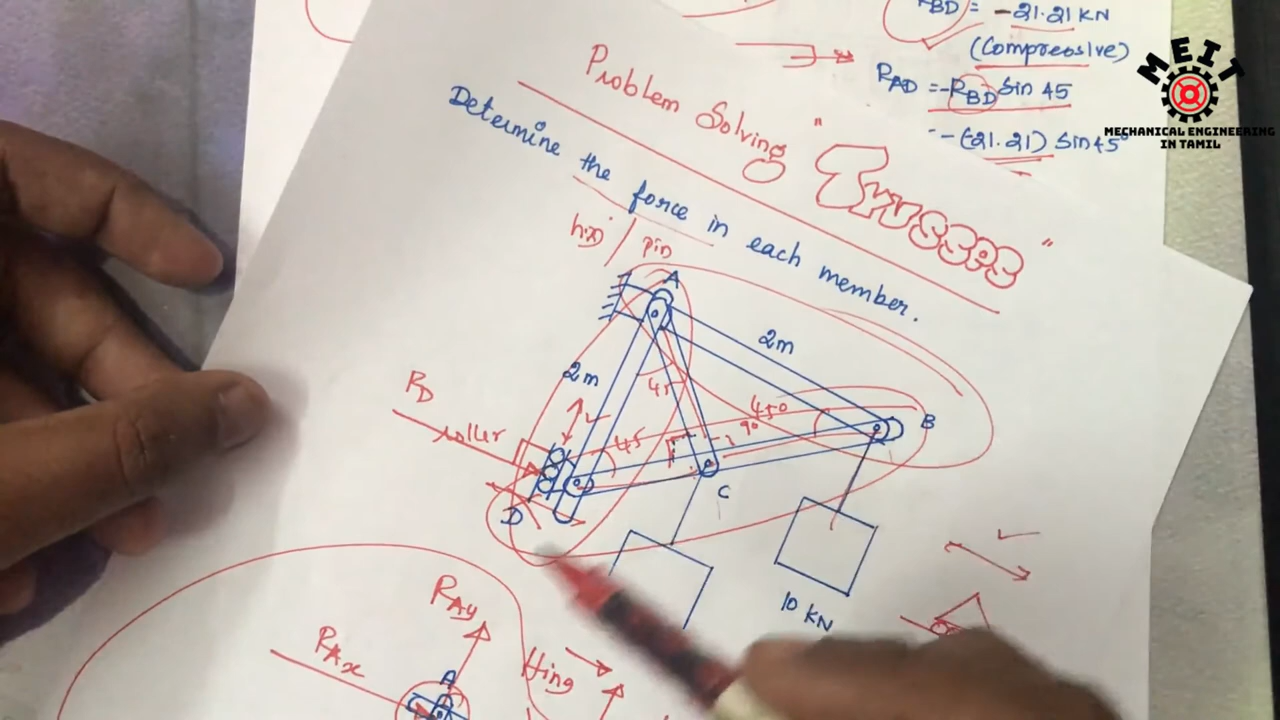 RBD = -21.21 KN
(Compressive)
RAD = -RBD sin 45
-(-21.21) sin 45°
MEIT
MECHANICAL ENGINEERING
IN TAMIL
Problem Solving "Trusses"
Determine the force in each member.
pin
A
2m
2m
45
RD
roller
45
450
90
B
C
D
10 KN
RAy
RAx
Hing
A